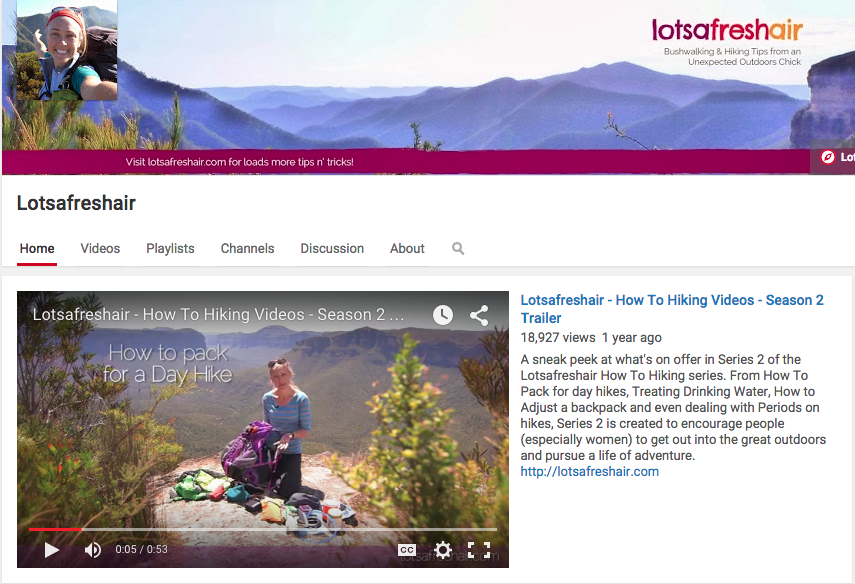 lotsafreshair
Bushwalking & Hiking Tips from an
Unexpected Outdoors Chick
Visit lotsafreshair.com for loads more tips n' tricks!
Lot
Lotsafreshair
Home Videos Playlists Channels Discussion About
Lotsafreshair - How To Hiking Videos - Season 2 ...
How to pack
for a Day Hike
0:05 / 0:53
CC
lotsafreshair.com
Lotsafreshair - How To Hiking Videos - Season 2
Trailer
18,927 views 1 year ago
A sneak peek at what's on offer in Series 2 of the
Lotsafreshair How To Hiking series. From How To
Pack for day hikes, Treating Drinking Water, How to
Adjust a backpack and even dealing with Periods on
hikes, Series 2 is created to encourage people
(especially women) to get out into the great outdoors
and pursue a life of adventure.
http://lotsafreshair.com